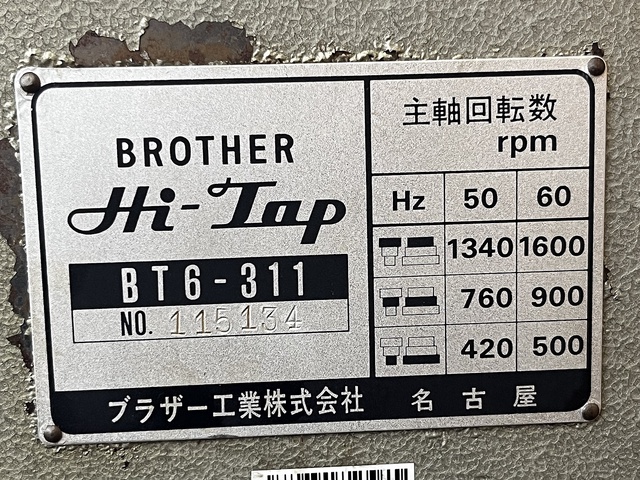 BROTHER
Hi-Tap
BT6-311
NO. 115134
主軸回転数
rpm
Hz 50 60
1340 1600
760 900
420 500
ブラザー工業株式会社 名古屋